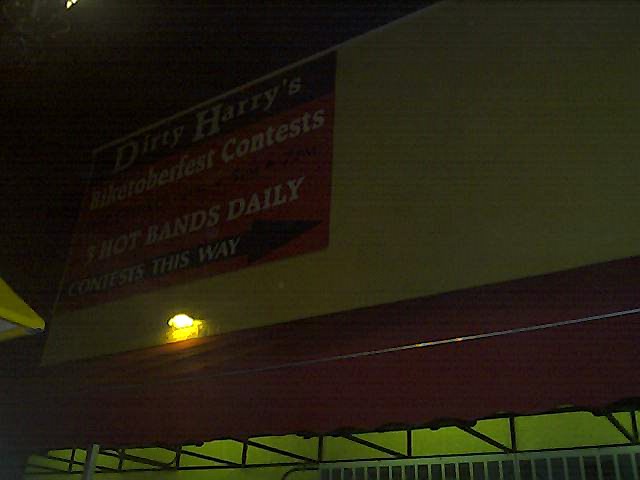 Dirty Harry's
Biketoberfest Contests
3 HOT BANDS DAILY
CONTESTS THIS WAY